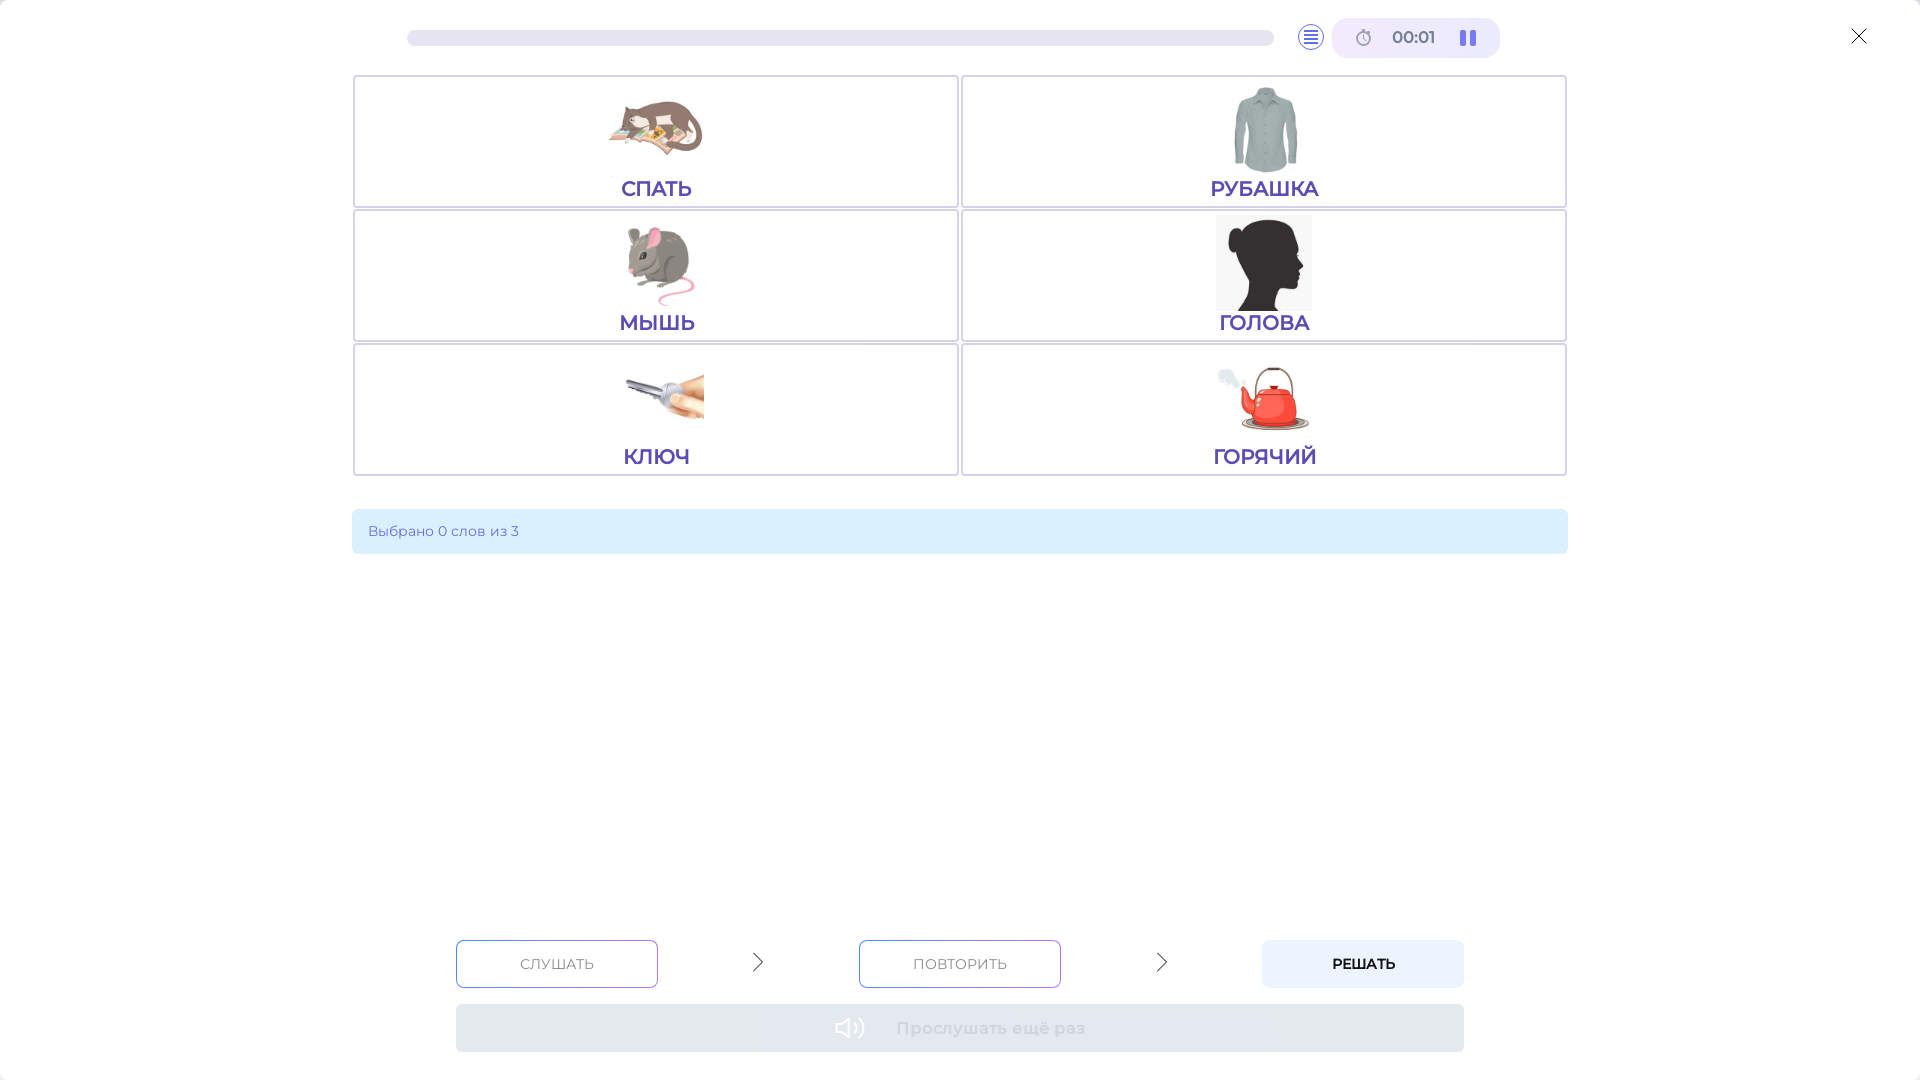 00:01
СПАТЬ
РУБАШКА
МЫШЬ
ГОЛОВА
КЛЮЧ
ГОРЯЧИЙ
Выбрано 0 слов из 3
СЛУШАТЬ
ПОВТОРИТЬ
РЕШАТЬ
Прослушать ещё раз